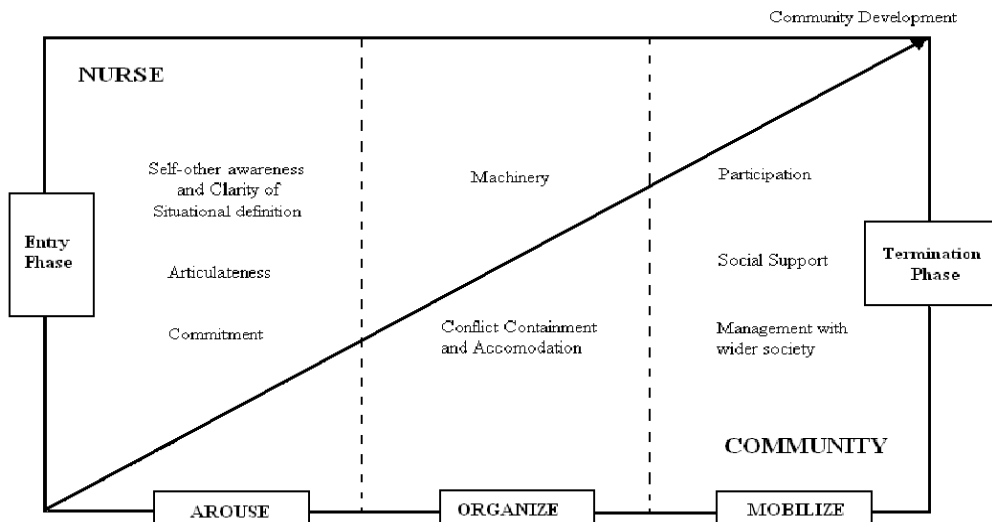 Community Development
NURSE
Self-other awareness
and Clarity of
Situational definition
Machinery
Participation
Entry
Phase
Articulateness
Social Support
Termination
Phase
Commitment
Conflict Containment
and Accomodation
Management with
wider society
COMMUNITY
AROUSE
ORGANIZE
MOBILIZE